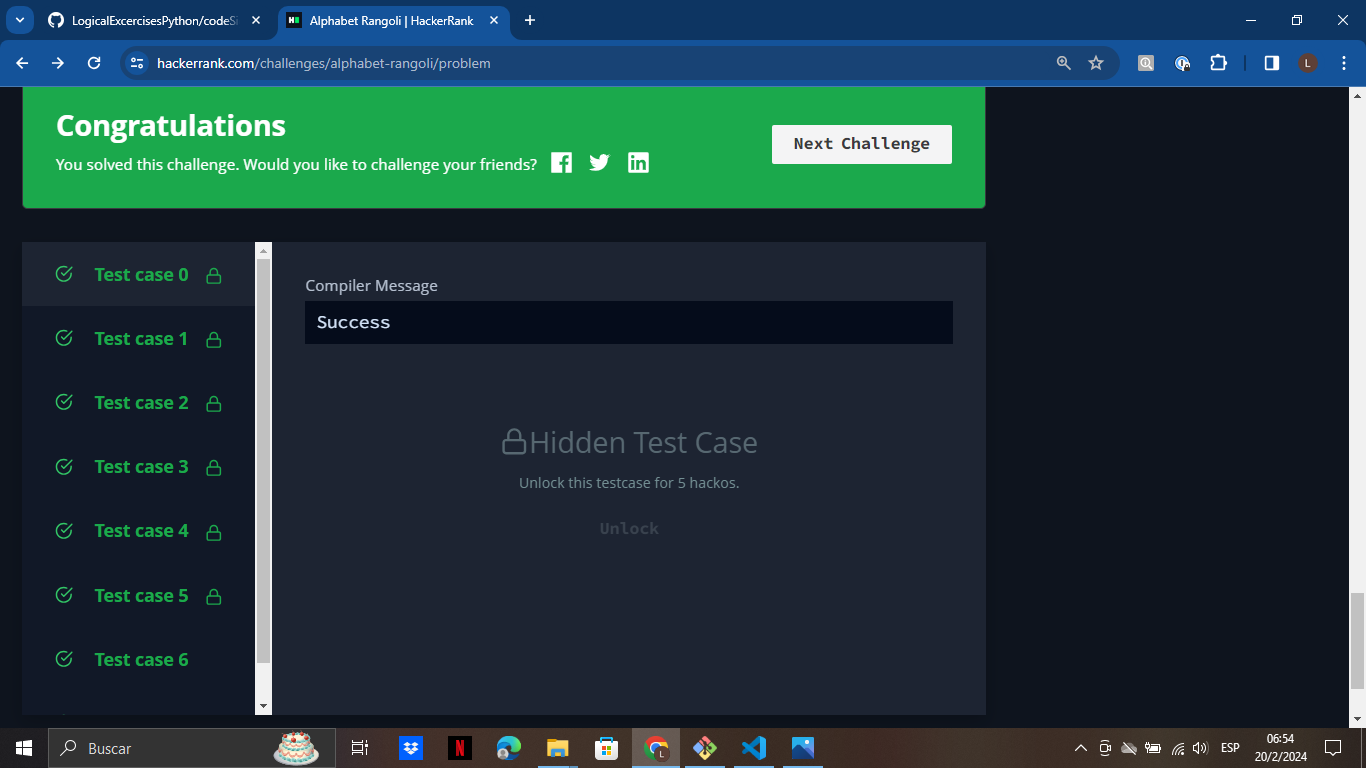 LogicalExcercisesPython/codeSi
Alphabet Rangoli | HackerRank
hackerrank.com/challenges/alphabet-rangoli/problem
L
Congratulations
You solved this challenge. Would you like to challenge your friends?
Next Challenge
Test case 0
Test case 1
Test case 2
Test case 3
Test case 4
Test case 5
Test case 6
Compiler Message
Success
Hidden Test Case
Unlock this testcase for 5 hackos.
Unlock
Buscar
ESP
06:54
20/2/2024